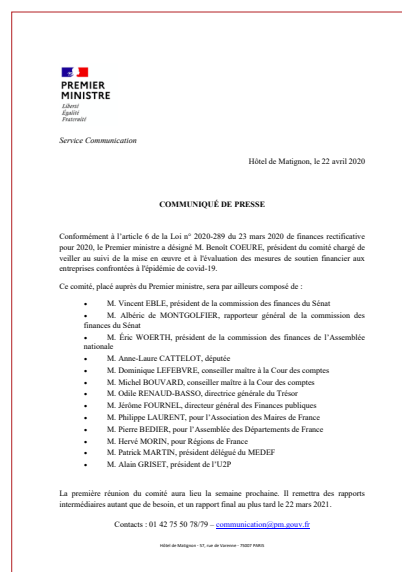 PREMIER
MINISTRE
Liberté
Égalité
Fraternité
Service Communication
Hôtel de Matignon, le 22 avril 2020
COMMUNIQUÉ DE PRESSE
Conformément à l'article 6 de la Loi n° 2020-289 du 23 mars 2020 de finances rectificative
pour 2020, le Premier ministre a désigné M. Benoît COEURE, président du comité chargé de
veiller au suivi de la mise en œuvre et à l'évaluation des mesures de soutien financier aux
entreprises confrontées à l'épidémie de covid-19.
Ce comité, placé auprès du Premier ministre, sera par ailleurs composé de :
• M. Vincent EBLE, président de la commission des finances du Sénat
• M. Albéric de MONTGOLFIER, rapporteur général de la commission des
finances du Sénat
• M. Éric WOERTH, président de la commission des finances de l'Assemblée
nationale
• M. Anne-Laure CATTELOT, députée
• M. Dominique LEFEBVRE, conseiller maître à la Cour des comptes
• M. Michel BOUVARD, conseiller maître à la Cour des comptes
• M. Odile RENAUD-BASSO, directrice générale du Trésor
• M. Jérôme FOURNEL, directeur général des Finances publiques
• M. Philippe LAURENT, pour l'Association des Maires de France
• M. Pierre BEDIER, pour l'Assemblée des Départements de France
• M. Hervé MORIN, pour Régions de France
• M. Patrick MARTIN, président délégué du MEDEF
• M. Alain GRISET, président de l'U2P
La première réunion du comité aura lieu la semaine prochaine. Il remettra des rapports
intermédiaires autant que de besoin, et un rapport final au plus tard le 22 mars 2021.
Contacts : 01 42 75 50 78/79 – communication@pm.gouv.fr
Hôtel de Matignon - 57, rue de Varenne - 75007 PARIS